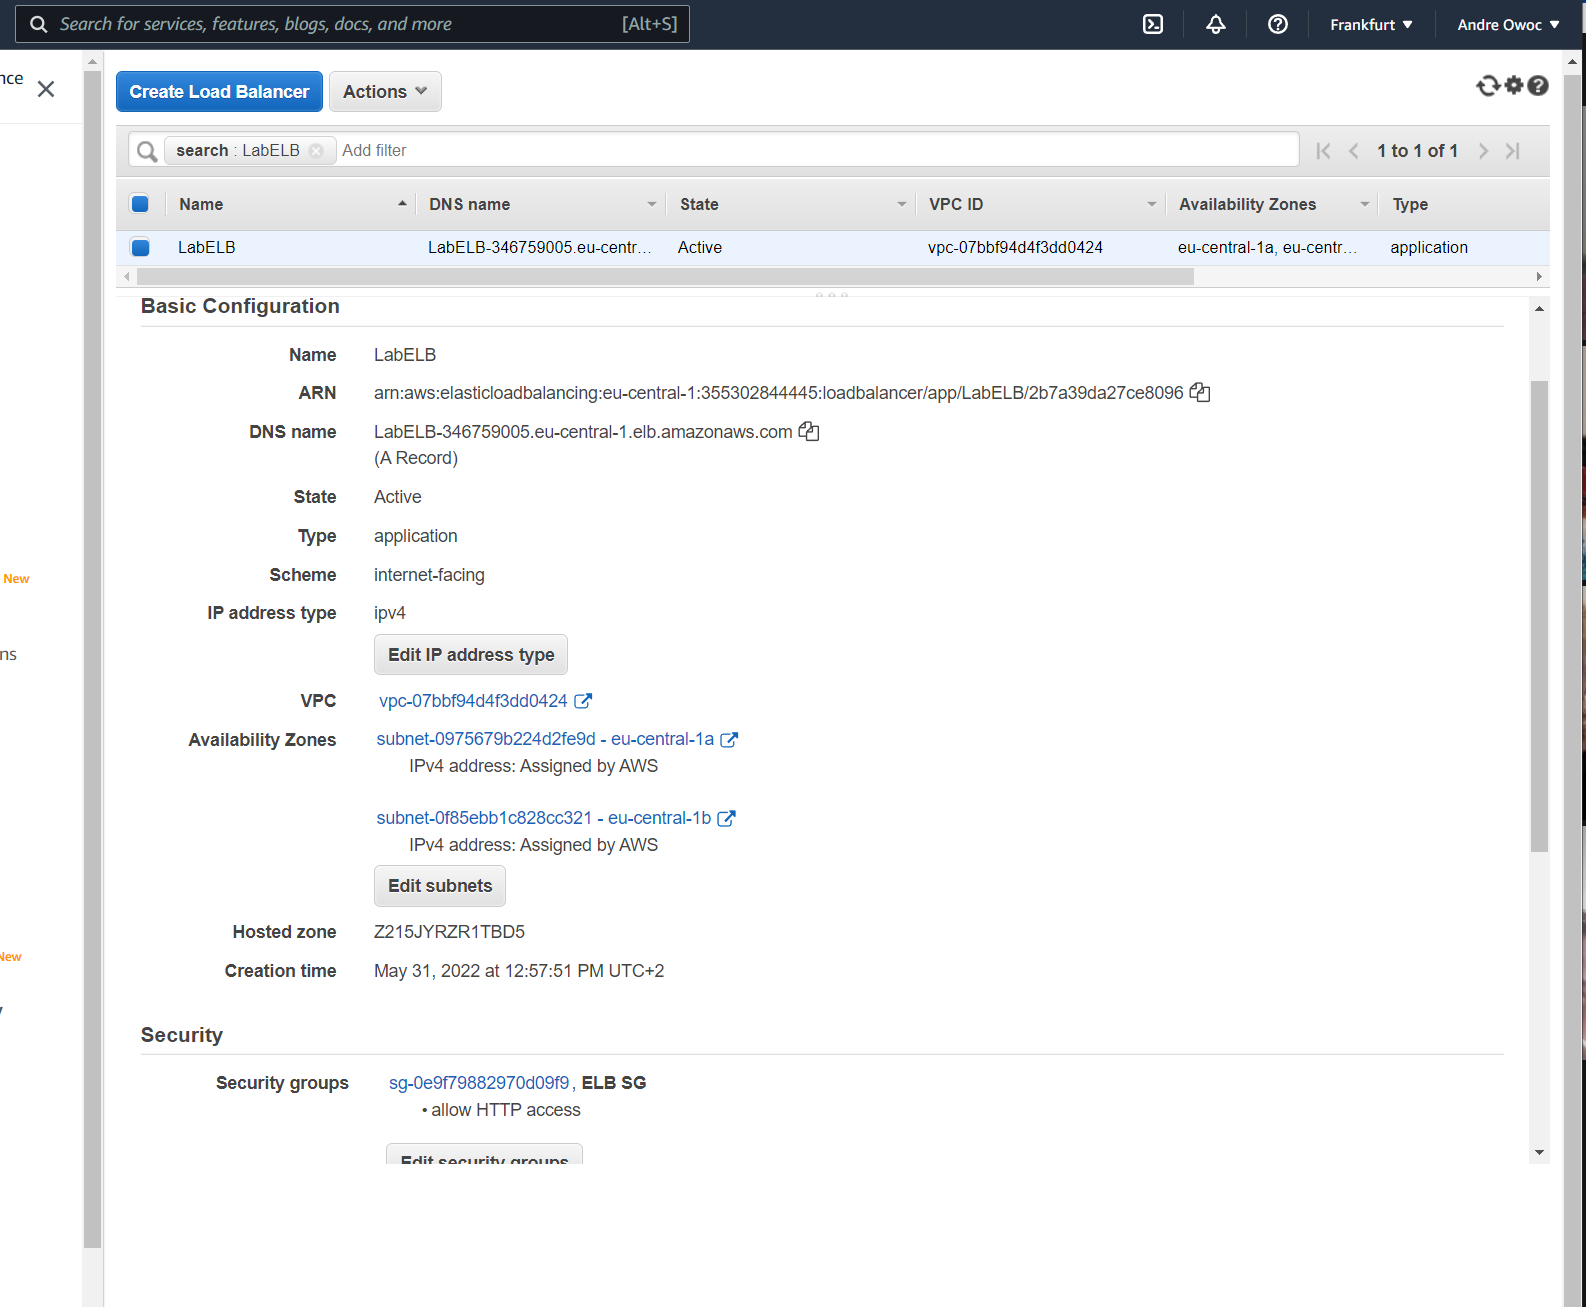 Search for services, features, blogs, docs, and more [Alt+S]
Frankfurt
Andre Owoc
nce
Create Load Balancer
Actions
search : LabELB
Add filter
1 to 1 of 1
Name DNS name State VPC ID Availability Zones Type
LabELB LabELB-346759005.eu-centr... Active vpc-07bbf94d4f3dd0424 eu-central-1a, eu-centr... application
Basic Configuration
Name LabELB
ARN arn:aws:elasticloadbalancing:eu-central-1:355302844445:loadbalancer/app/LabELB/2b7a39da27ce8096
DNS name LabELB-346759005.eu-central-1.elb.amazonaws.com
(A Record)
State Active
Type application
Scheme internet-facing
New
IP address type ipv4
Edit IP address type
ns
VPC vpc-07bbf94d4f3dd0424
Availability Zones subnet-0975679b224d2fe9d - eu-central-1a
IPv4 address: Assigned by AWS
subnet-0f85ebb1c828cc321 - eu-central-1b
IPv4 address: Assigned by AWS
Edit subnets
Hosted zone Z215JYRZR1TBD5
New
Creation time May 31, 2022 at 12:57:51 PM UTC+2
Security
Security groups sg-0e9f79882970d09f9, ELB SG
• allow HTTP access
Edit security groups